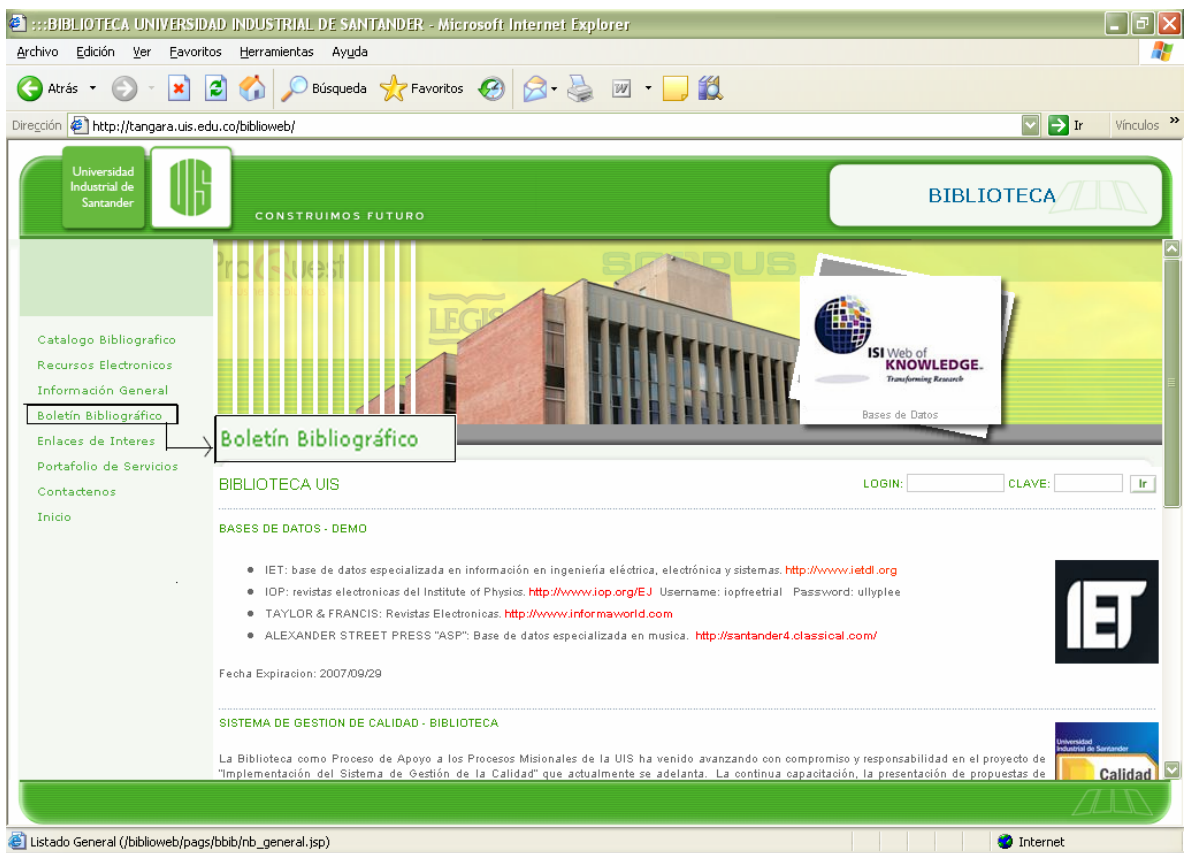 :::BIBLIOTECA UNIVERSIDAD INDUSTRIAL DE SANTANDER - Microsoft Internet Explorer
Archivo Edición Ver Favoritos Herramientas Ayuda
Atrás Búsqueda Favoritos
Dirección http://tangara.uis.edu.co/biblioweb/ Ir Vínculos »
Universidad
Industrial de
Santander
UIS
CONSTRUIMOS FUTURO
BIBLIOTECA
ProQuest
SCOPUS
LEGIS
ISI Web of
KNOWLEDGE.
Transforming Research
Bases de Datos
Catalogo Bibliografico
Recursos Electronicos
Información General
Boletín Bibliográfico
Enlaces de Interes
Portafolio de Servicios
Contactenos
Inicio
Boletín Bibliográfico
BIBLIOTECA UIS LOGIN: CLAVE: Ir
BASES DE DATOS - DEMO
• IET: base de datos especializada en información en ingeniería eléctrica, electrónica y sistemas. http://www.ietdl.org
• IOP: revistas electronicas del Institute of Physics. http://www.iop.org/EJ Username: iopfreetrial Password: ullyplee
• TAYLOR & FRANCIS: Revistas Electronicas. http://www.informaworld.com
• ALEXANDER STREET PRESS "ASP": Base de datos especializada en musica. http://santander4.classical.com/
IET
Fecha Expiracion: 2007/09/29
SISTEMA DE GESTION DE CALIDAD - BIBLIOTECA
La Biblioteca como Proceso de Apoyo a los Procesos Misionales de la UIS ha venido avanzando con compromiso y responsabilidad en el proyecto de
"Implementación del Sistema de Gestión de la Calidad" que actualmente se adelanta. La continua capacitación, la presentación de propuestas de
Universidad
Industrial de Santander
Calidad
Listado General (/biblioweb/pags/bbib/nb_general.jsp) Internet